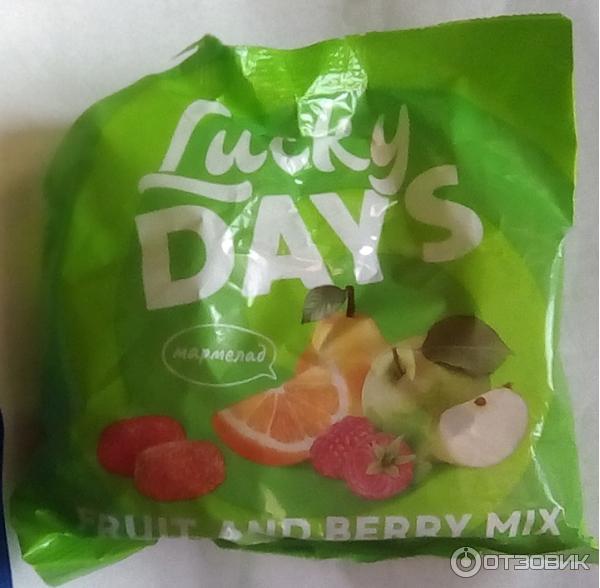 Lucky
DAYS
мармелад
FRUIT AND BERRY MIX
ОТЗОВИК